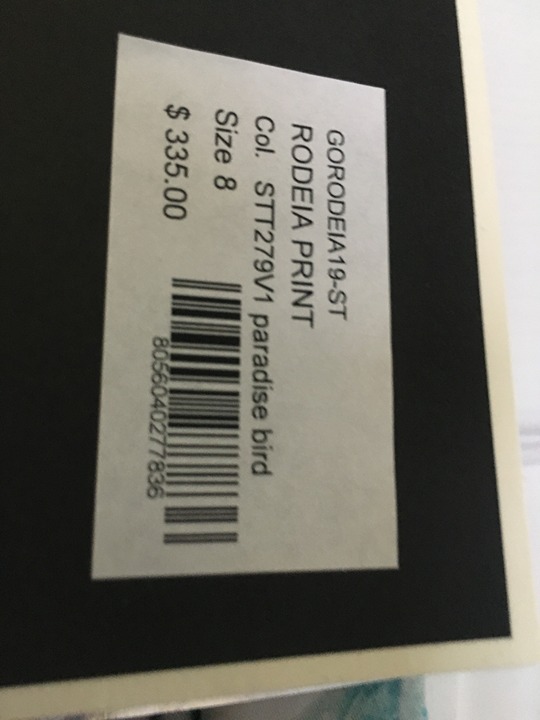 GORODEIA19-ST
RODEIA PRINT
Col. STT279V1 paradise bird
Size 8
$ 335.00
8056040277836